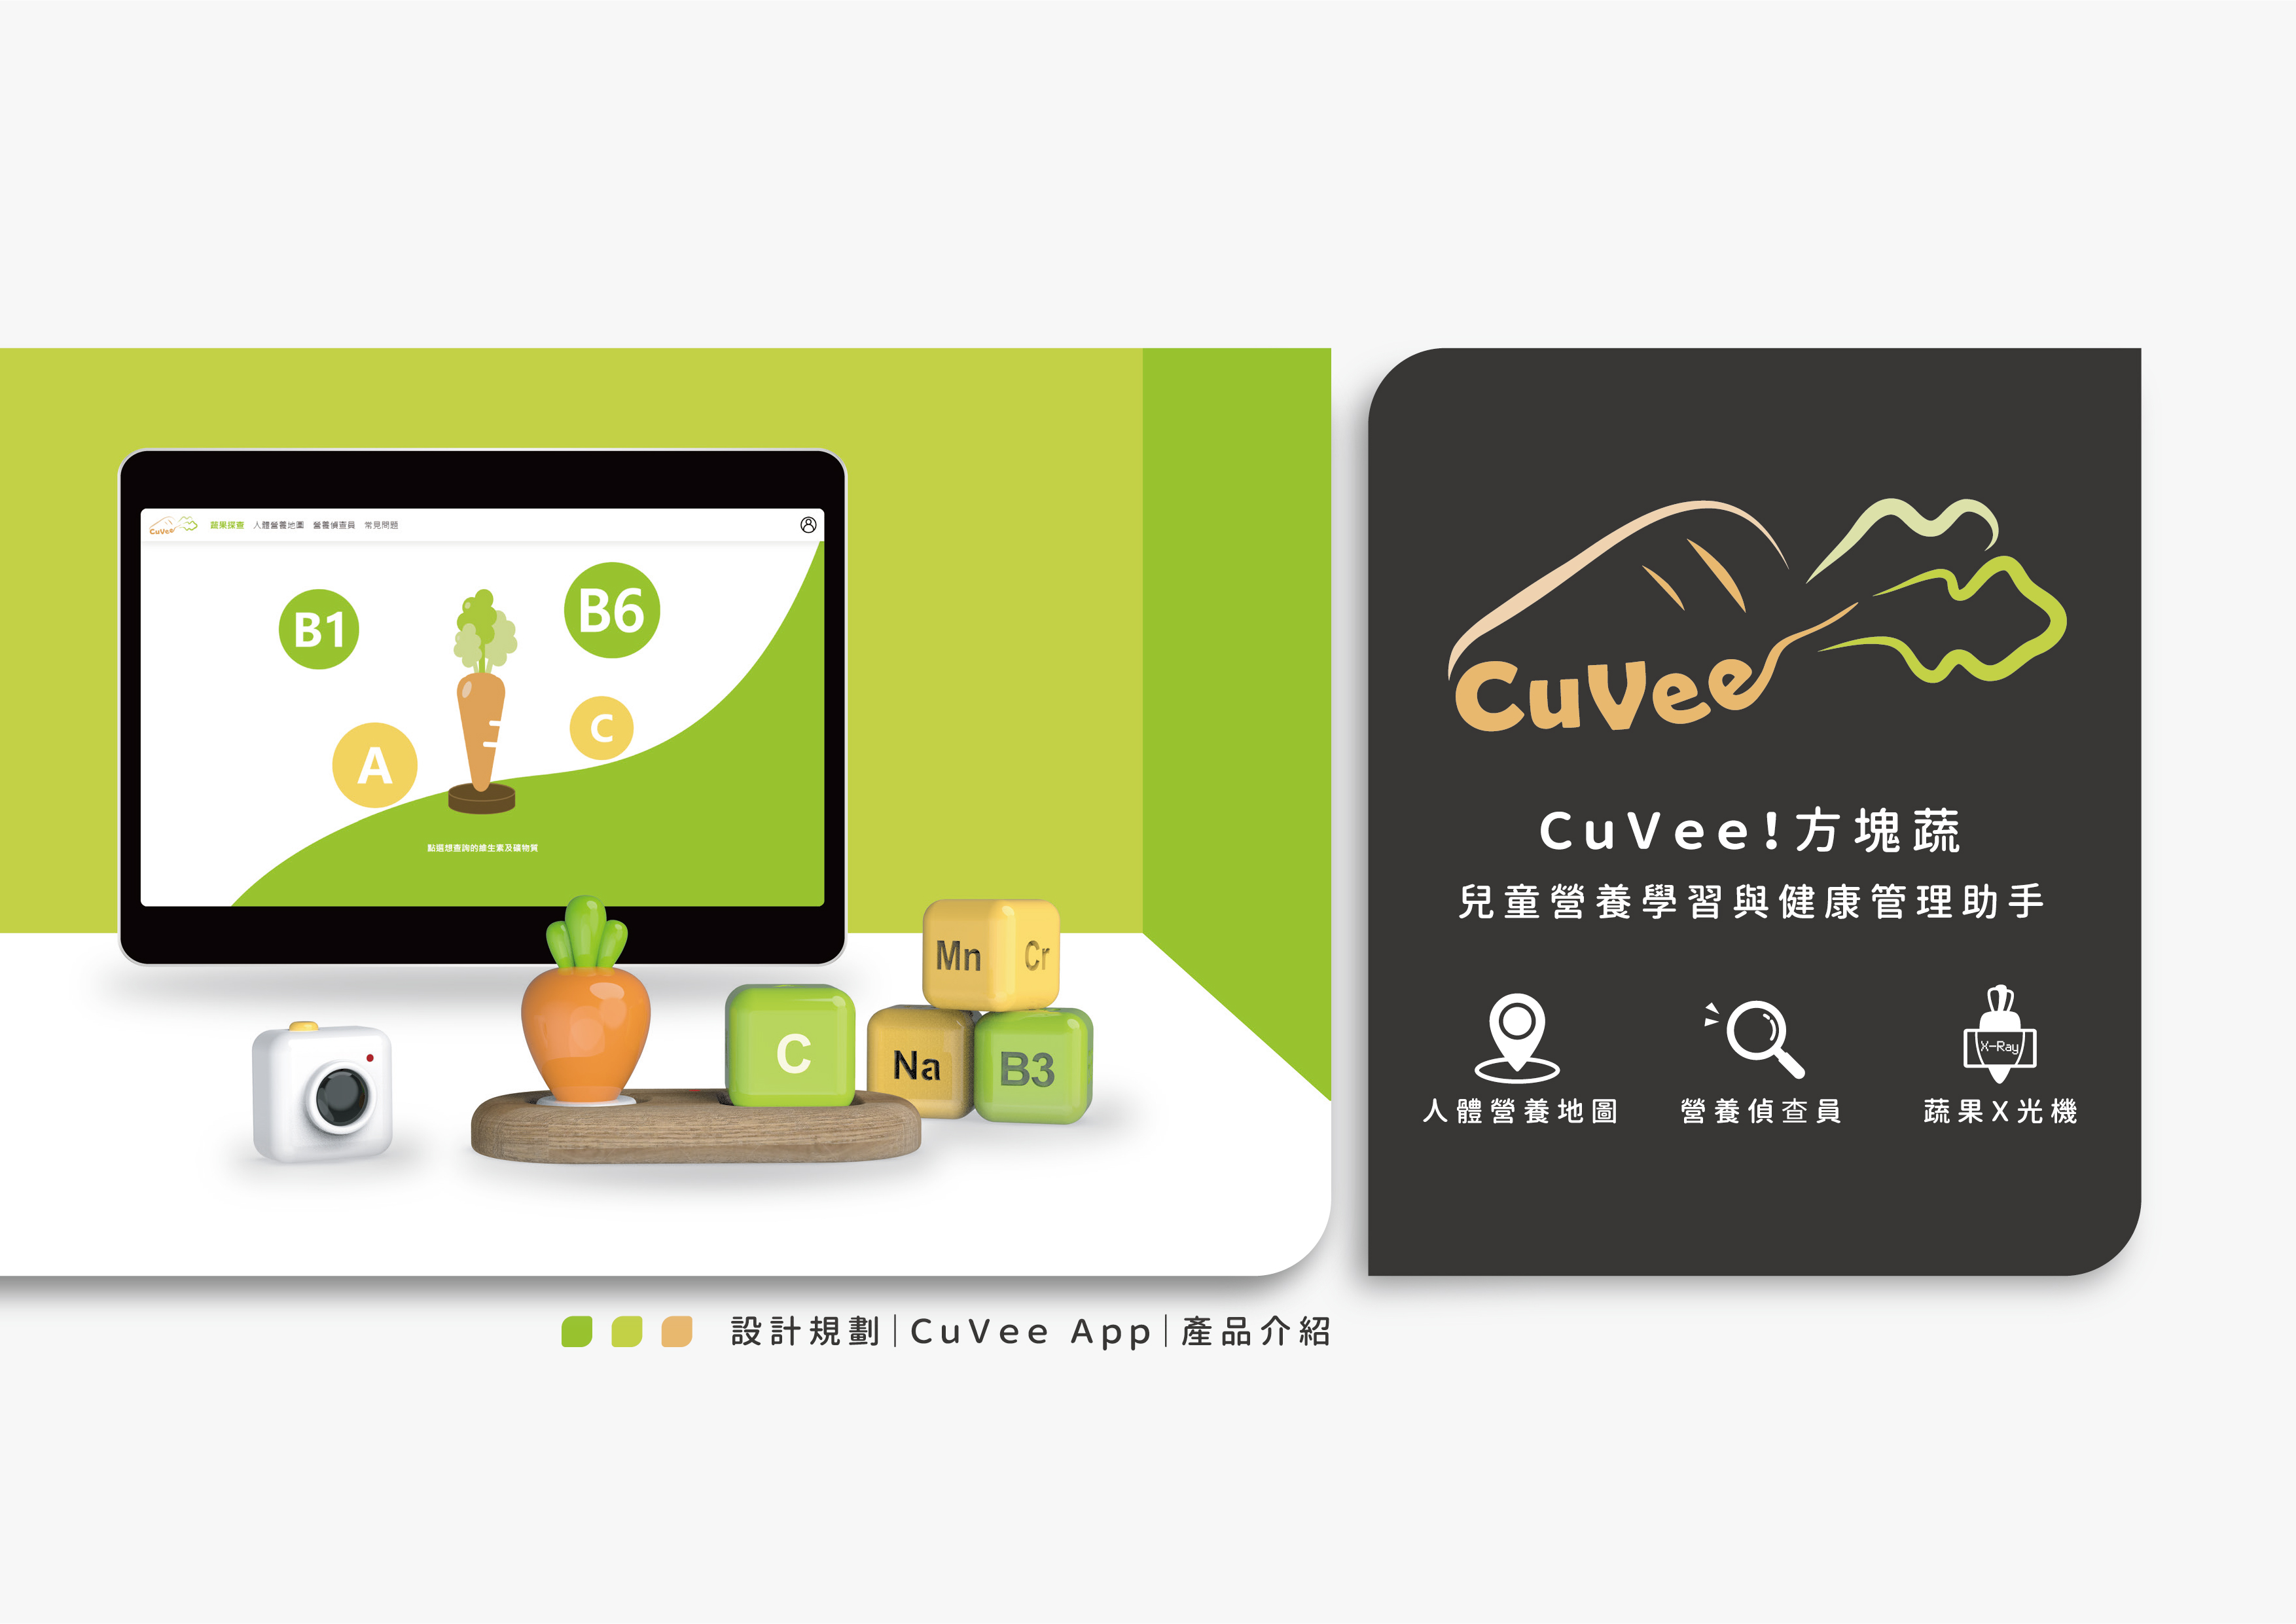 CuVee 蔬果探查 人體營養地圖 營養偵查員 常見問題
B1
B6
A
C
點選想查詢的維生素及礦物質
Mn Cr
C
Na
B3
CuVee
CuVee!方塊蔬
兒童營養學習與健康管理助手
X-Ray
人體營養地圖
營養偵查員
蔬果X光機
設計規劃|CuVee App|產品介紹